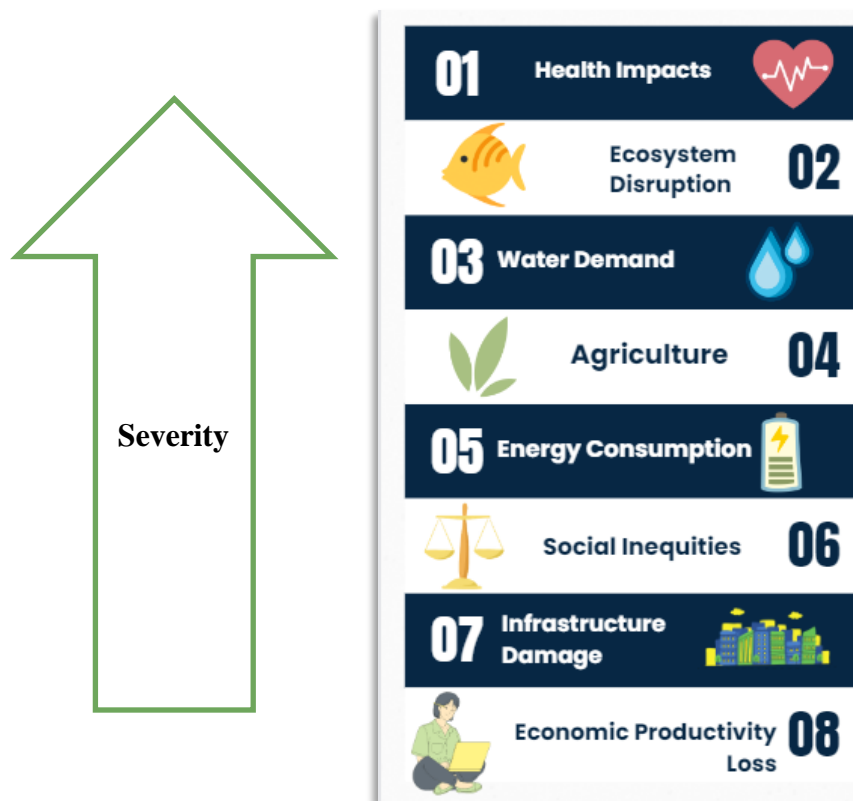 Severity
01 Health Impacts
Ecosystem
Disruption 02
03 Water Demand
Agriculture 04
05 Energy Consumption
Social Inequities 06
07 Infrastructure
Damage
Economic Productivity
Loss 08